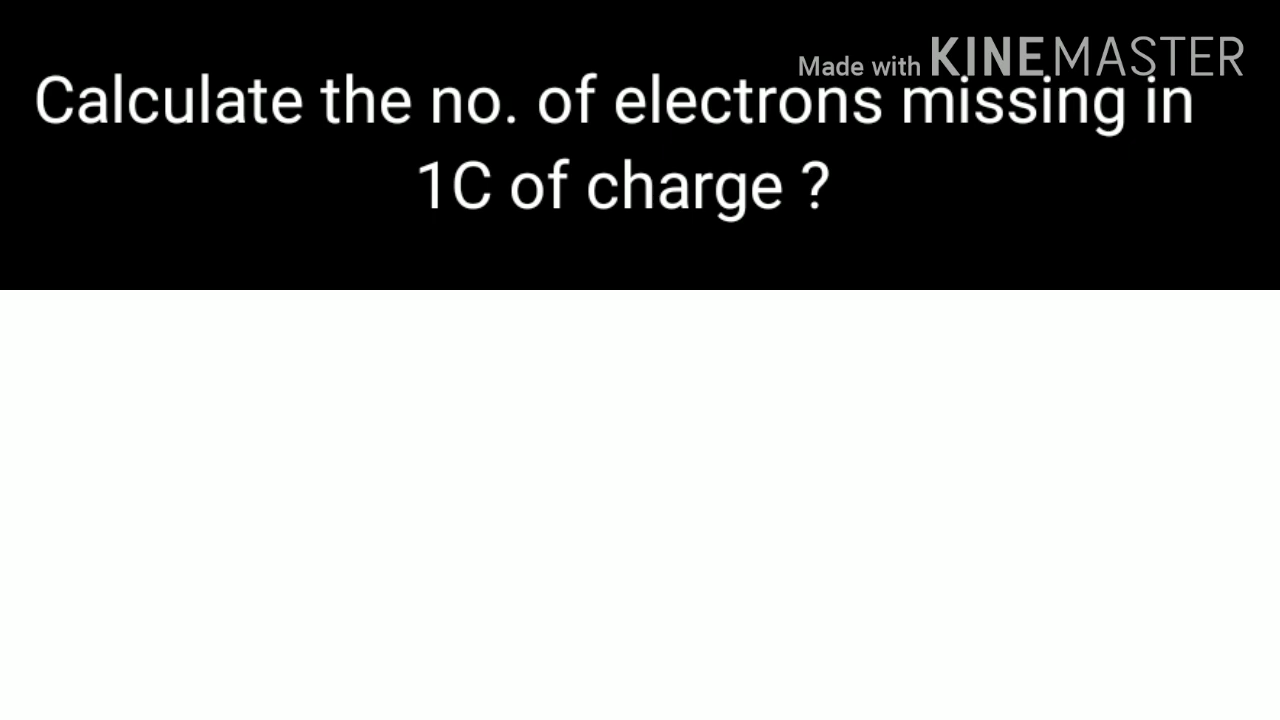 Made with KINEMASTER
Calculate the no. of electrons missing in
1C of charge ?